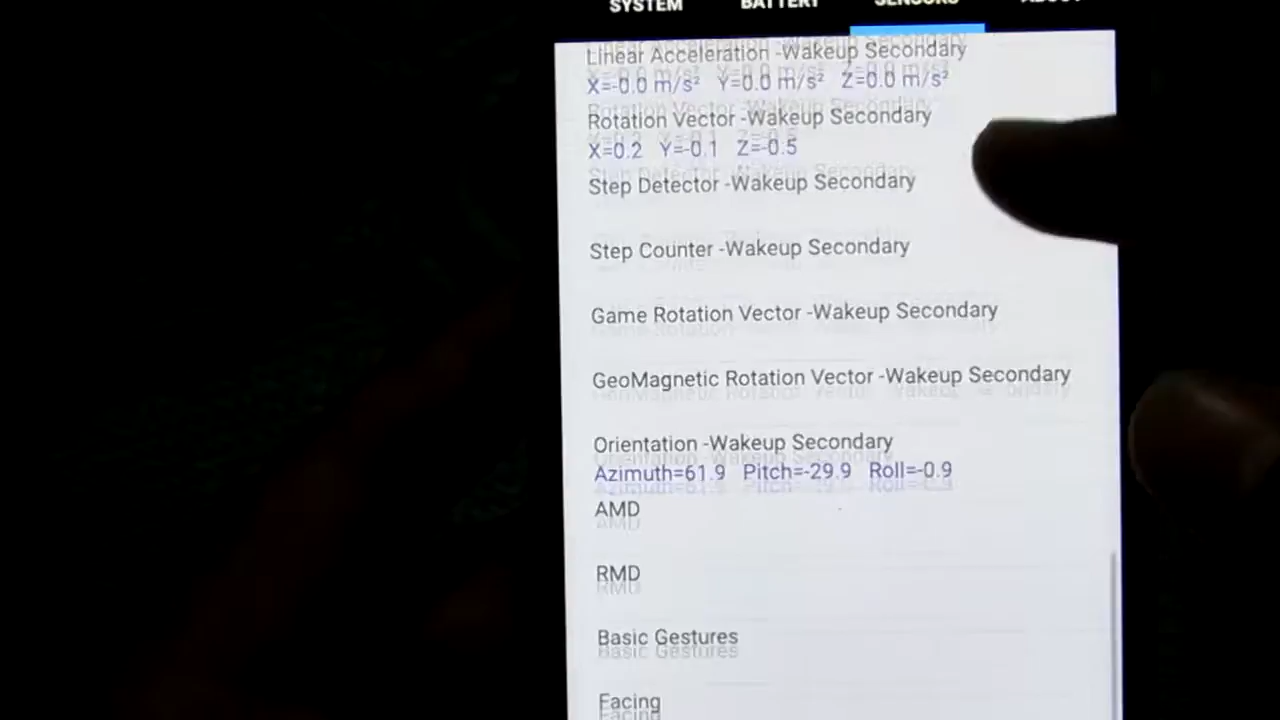 SYSTEM BATTERY SENSORS
Linear Acceleration -Wakeup Secondary
X=-0.0 m/s² Y=0.0 m/s² Z=0.0 m/s²
Rotation Vector -Wakeup Secondary
X=0.2 Y=-0.1 Z=-0.5
Step Detector -Wakeup Secondary
Step Counter -Wakeup Secondary
Game Rotation Vector -Wakeup Secondary
GeoMagnetic Rotation Vector -Wakeup Secondary
Orientation -Wakeup Secondary
Azimuth=61.9 Pitch=-29.9 Roll=-0.9
AMD
RMD
Basic Gestures
Facing